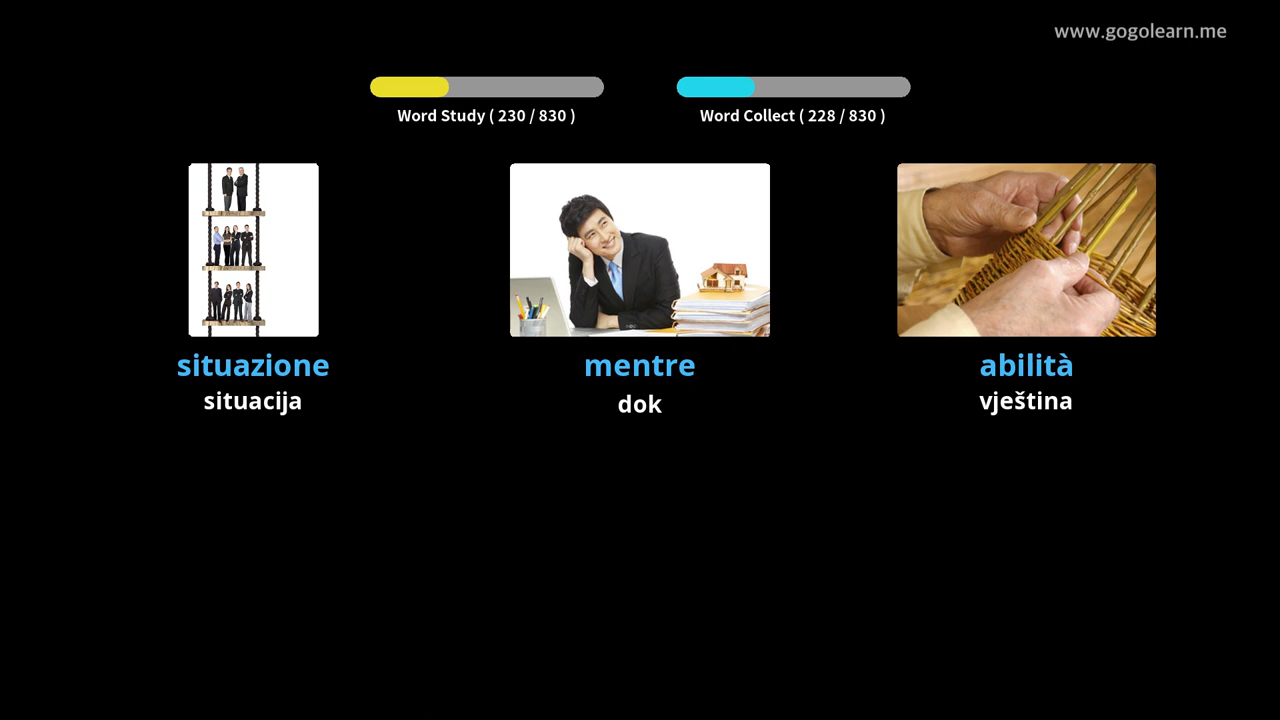 www.gogolearn.me
Word Study ( 230 / 830 )
Word Collect ( 228 / 830 )
situazione
situacija
mentre
dok
abilità
vještina